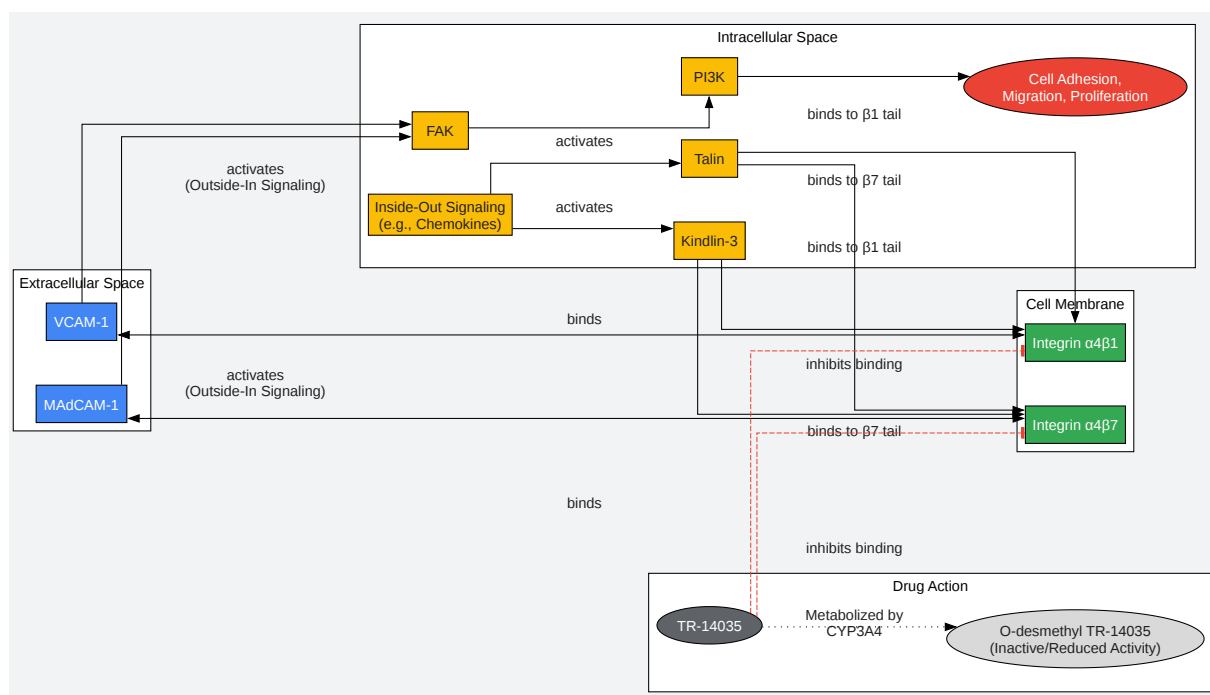 Intracellular Space
PI3K
Cell Adhesion,
Migration, Proliferation
binds to β1 tail
FAK
activates
Talin
activates
(Outside-In Signaling)
binds to β7 tail
Inside-Out Signaling
(e.g., Chemokines)
activates
Kindlin-3
binds to β1 tail
Extracellular Space
VCAM-1
binds
Cell Membrane
Integrin α4β1
inhibits binding
activates
(Outside-In Signaling)
MAdCAM-1
Integrin α4β7
binds to β7 tail
binds
inhibits binding
Drug Action
TR-14035
Metabolized by
CYP3A4
O-desmethyl TR-14035
(Inactive/Reduced Activity)